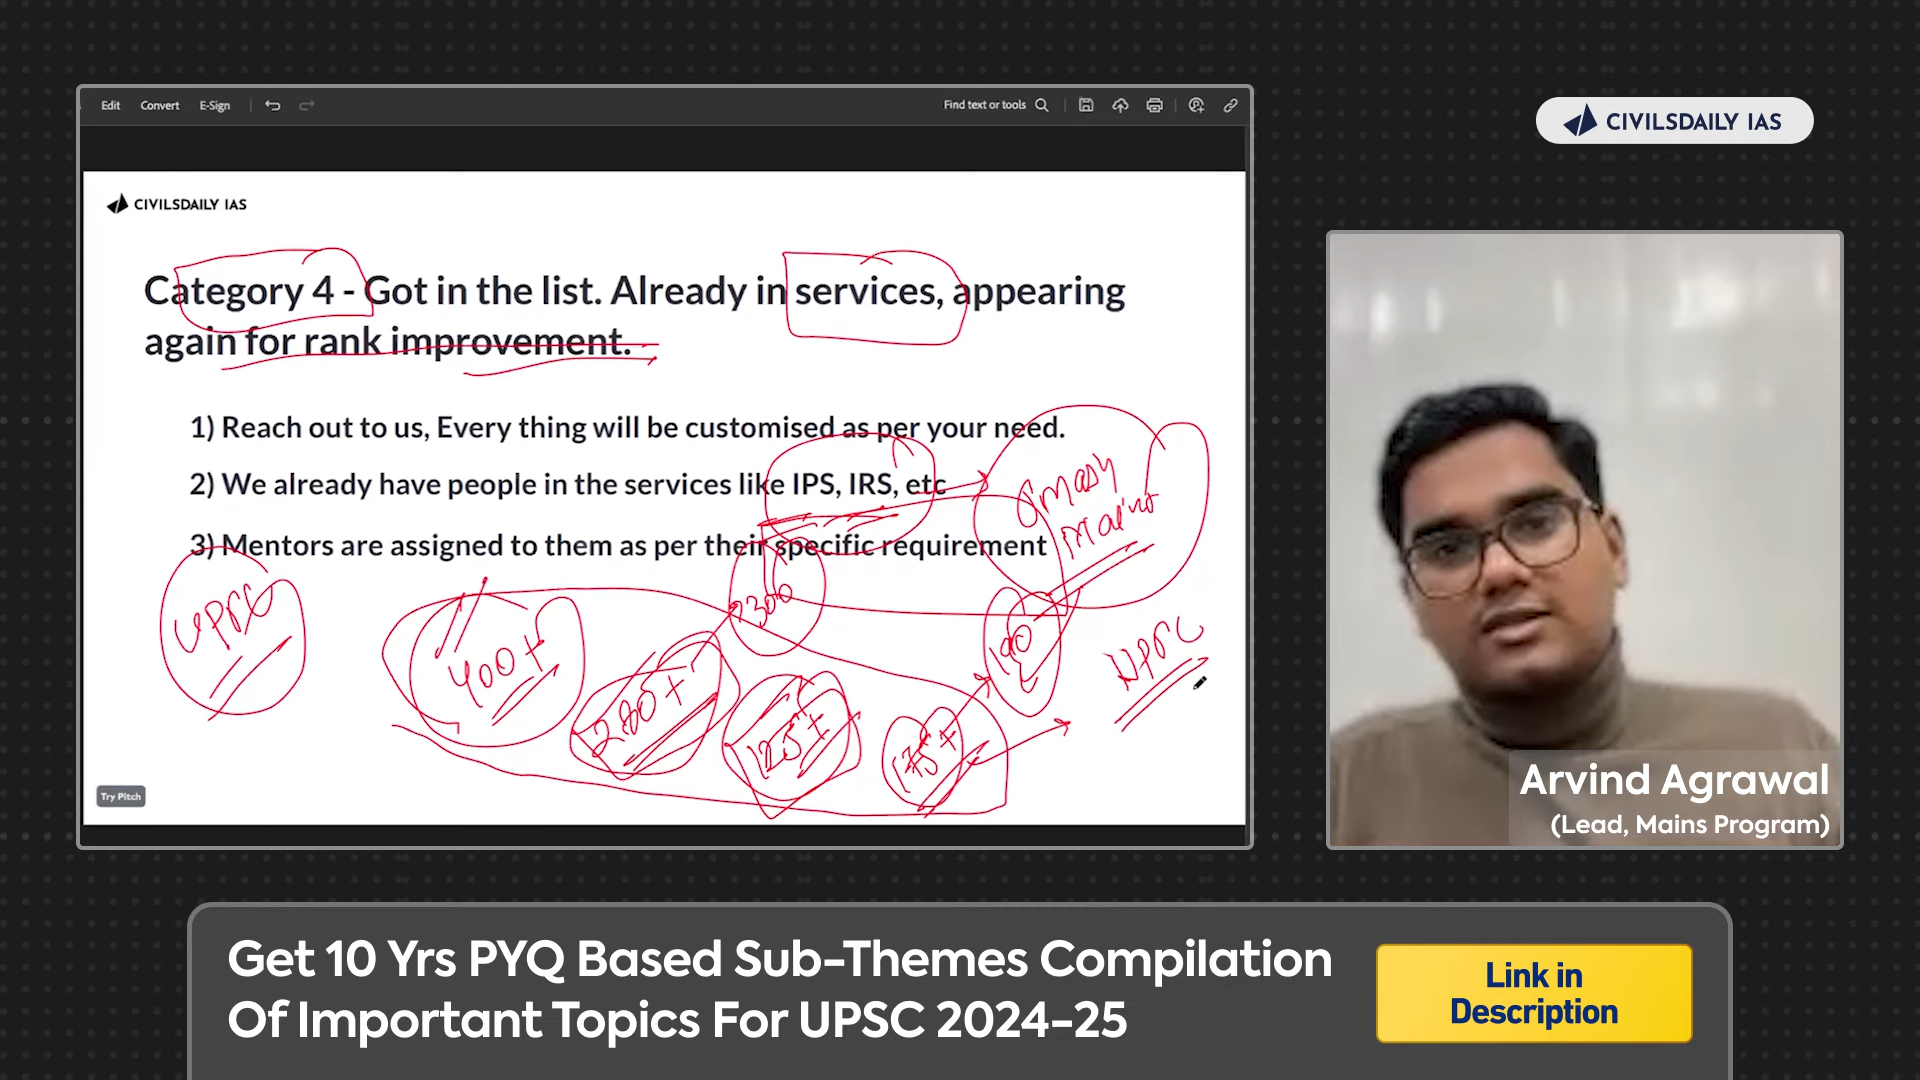 Edit Convert E-Sign Find text or tools
CIVILSDAILY IAS
CIVILSDAILY IAS
Category 4 - Got in the list. Already in services, appearing
again for rank improvement.
1) Reach out to us, Every thing will be customised as per your need.
2) We already have people in the services like IPS, IRS, etc
3) Mentors are assigned to them as per their specific requirement
Smash
Mains
UPSC
400+
280+
125+
175+
190
Try Pitch
Arvind Agrawal
(Lead, Mains Program)
Get 10 Yrs PYQ Based Sub-Themes Compilation
Of Important Topics For UPSC 2024-25
Link in
Description